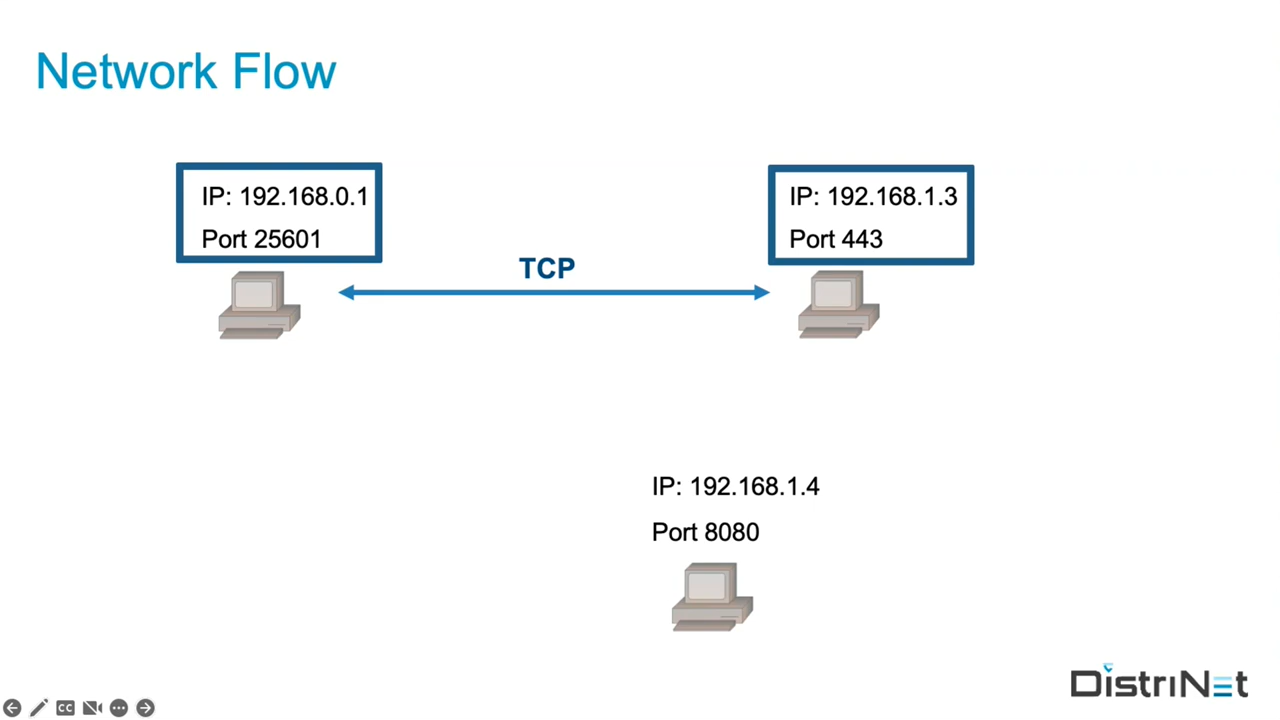 Network Flow
IP: 192.168.0.1
Port 25601
IP: 192.168.1.3
Port 443
TCP
IP: 192.168.1.4
Port 8080
DistriNet
CC